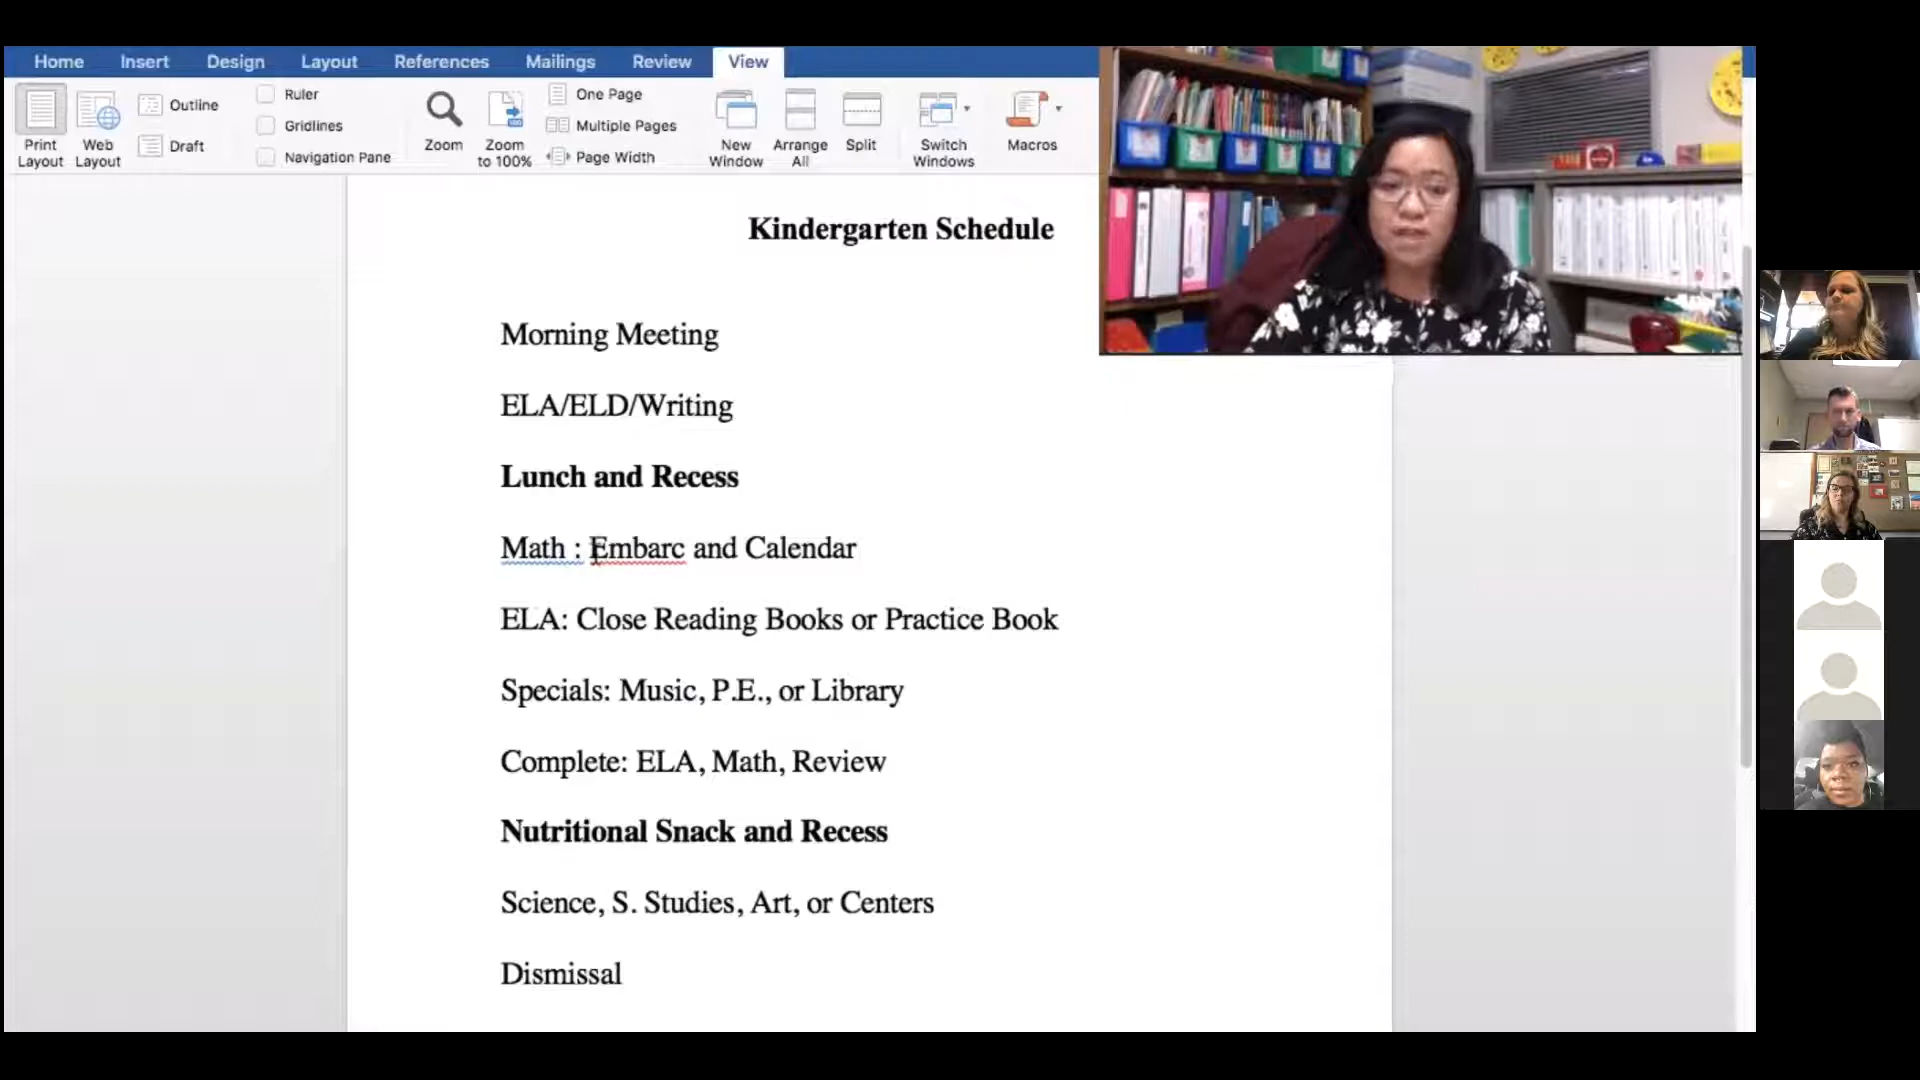 Home Insert Design Layout References Mailings Review View
Print Layout
Web Layout
Outline
Draft
Ruler
Gridlines
Navigation Pane
Zoom
Zoom to 100%
One Page
Multiple Pages
Page Width
New Window
Arrange All
Split
Switch Windows
Macros
Kindergarten Schedule
Morning Meeting
ELA/ELD/Writing
Lunch and Recess
Math : Embarc and Calendar
ELA: Close Reading Books or Practice Book
Specials: Music, P.E., or Library
Complete: ELA, Math, Review
Nutritional Snack and Recess
Science, S. Studies, Art, or Centers
Dismissal